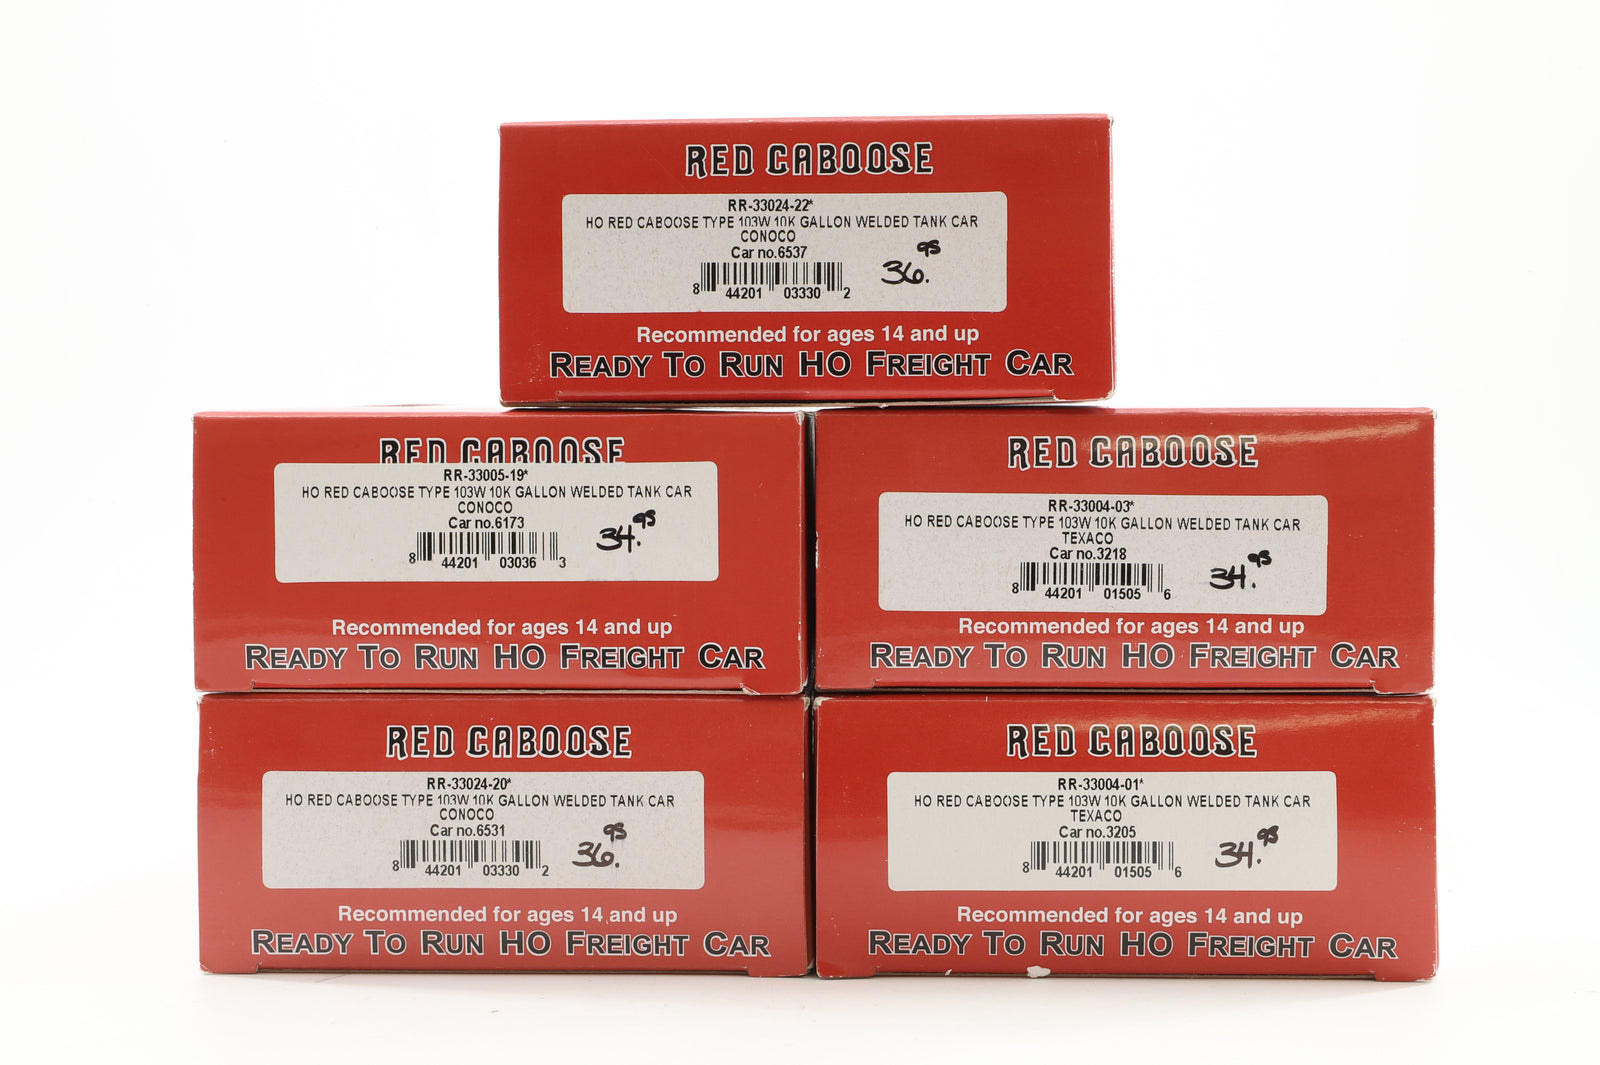 RED CABOOSE
RR-33024-22*
HO RED CABOOSE TYPE 103W 10K GALLON WELDED TANK CAR
CONOCO
Car no.6537
36.95
8 44201 03330 2
Recommended for ages 14 and up
READY TO RUN HO FREIGHT CAR
RED CABOOSE
RR-33005-19*
HO RED CABOOSE TYPE 103W 10K GALLON WELDED TANK CAR
CONOCO
Car no.6173
34.95
8 44201 03036 3
Recommended for ages 14 and up
READY TO RUN HO FREIGHT CAR
RED CABOOSE
RR-33004-03*
HO RED CABOOSE TYPE 103W 10K GALLON WELDED TANK CAR
TEXACO
Car no.3218
34.95
8 44201 01505 6
Recommended for ages 14 and up
READY TO RUN HO FREIGHT CAR
RED CABOOSE
RR-33024-20*
HO RED CABOOSE TYPE 103W 10K GALLON WELDED TANK CAR
CONOCO
Car no.6531
36.95
8 44201 03330 2
Recommended for ages 14 and up
READY TO RUN HO FREIGHT CAR
RED CABOOSE
RR-33004-01*
HO RED CABOOSE TYPE 103W 10K GALLON WELDED TANK CAR
TEXACO
Car no.3205
34.95
8 44201 01505 6
Recommended for ages 14 and up
READY TO RUN HO FREIGHT CAR